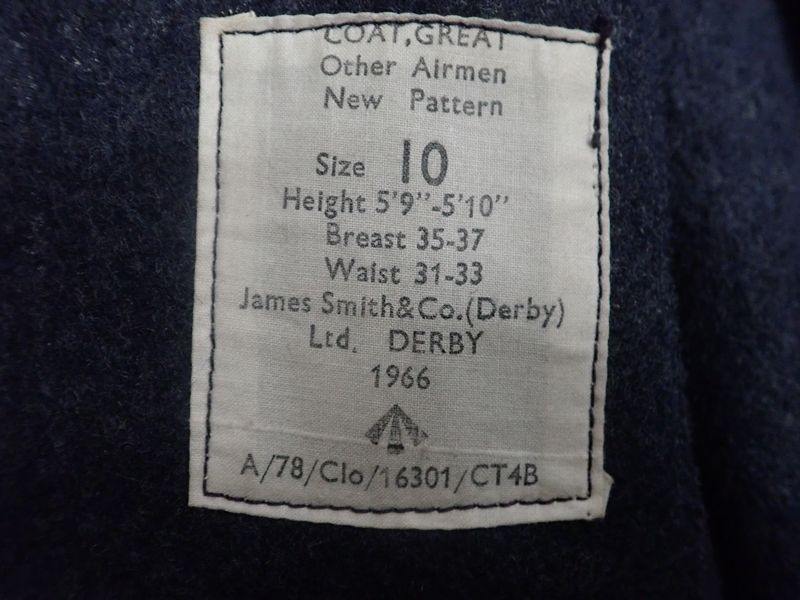 COAT,GREAT
Other Airmen
New Pattern
Size 10
Height 5'9"-5'10"
Breast 35-37
Waist 31-33
James Smith&Co.(Derby)
Ltd. DERBY
1966
A/78/Clo/16301/CT4B